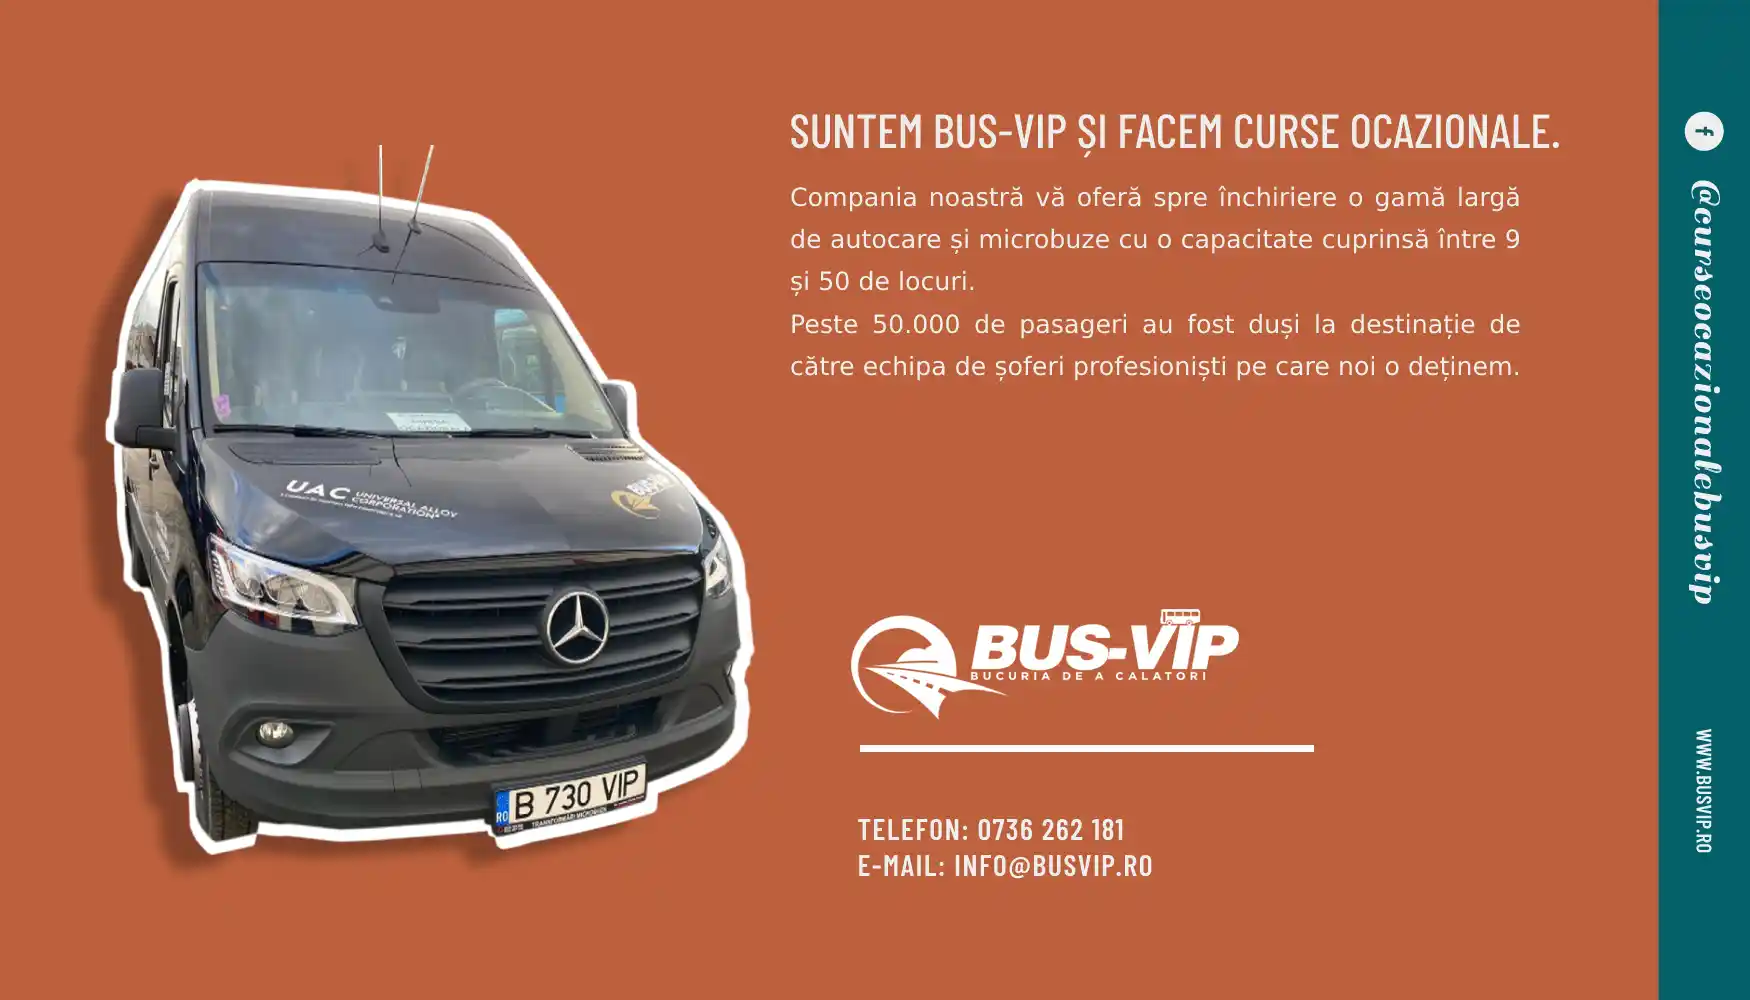 SUNTEM BUS-VIP ȘI FACEM CURSE OCAZIONALE.
Compania noastră vă oferă spre închiriere o gamă largă
de autocare și microbuze cu o capacitate cuprinsă între 9
și 50 de locuri.
Peste 50.000 de pasageri au fost duși la destinație de
către echipa de șoferi profesioniști pe care noi o deținem.
UAC UNIVERSAL ALLOY
CORPORATION
BUS-VIP
RO B 730 VIP
BUS-VIP
BUCURIA DE A CALATORI
TELEFON: 0736 262 181
E-MAIL: INFO@BUSVIP.RO
@curseocazionalebusvip
WWW.BUSVIP.RO